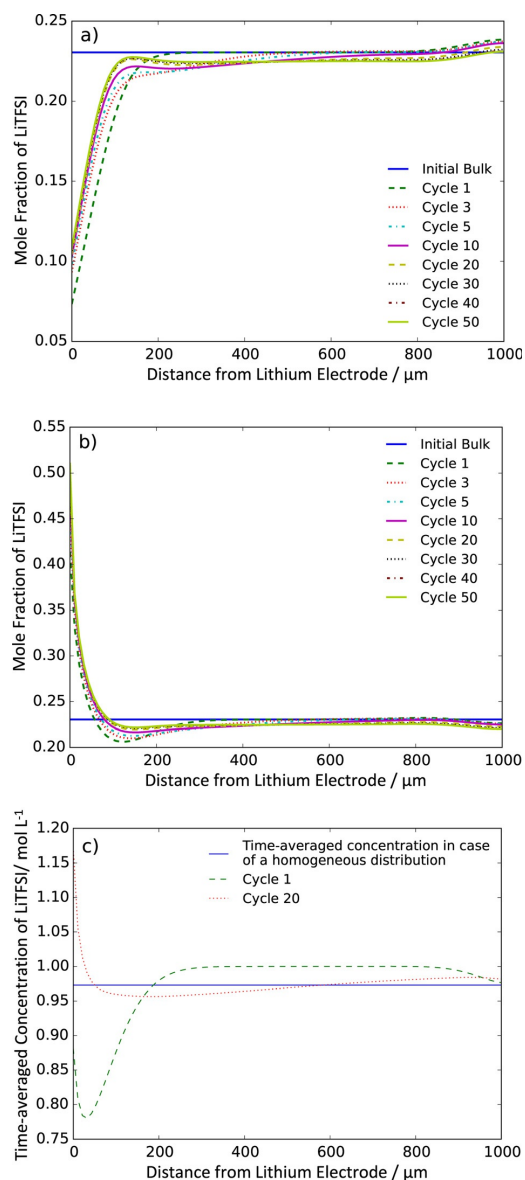 a)
0.20
0.15
0.10
0.05
0
200
400
600
800
1000
Mole Fraction of LiTFSI
Distance from Lithium Electrode / μm
Initial Bulk
Cycle 1
Cycle 3
Cycle 5
Cycle 10
Cycle 20
Cycle 30
Cycle 40
Cycle 50
b)
0.55
0.50
0.45
0.40
0.35
0.30
0.25
0.20
0
200
400
600
800
1000
Mole Fraction of LiTFSI
Distance from Lithium Electrode / μm
Initial Bulk
Cycle 1
Cycle 3
Cycle 5
Cycle 10
Cycle 20
Cycle 30
Cycle 40
Cycle 50
c)
1.20
1.15
1.10
1.05
1.00
0.95
0.90
0.85
0.80
0.75
0
200
400
600
800
1000
Time-averaged Concentration of LiTFSI/ mol L⁻¹
Distance from Lithium Electrode / μm
Time-averaged concentration in case
of a homogeneous distribution
Cycle 1
Cycle 20